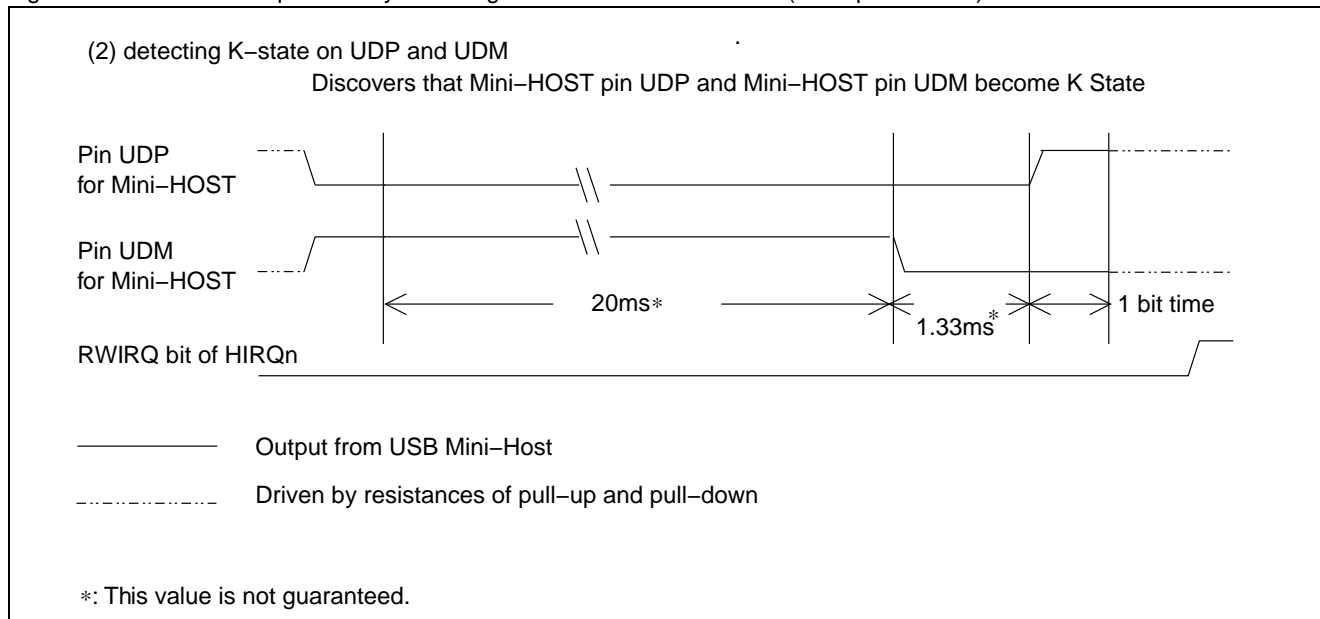 (2) detecting K−state on UDP and UDM
Discovers that Mini−HOST pin UDP and Mini−HOST pin UDM become K State
Pin UDP
for Mini−HOST
Pin UDM
for Mini−HOST
20ms*
1.33ms*
1 bit time
RWIRQ bit of HIRQn
Output from USB Mini−Host
Driven by resistances of pull−up and pull−down
*: This value is not guaranteed.